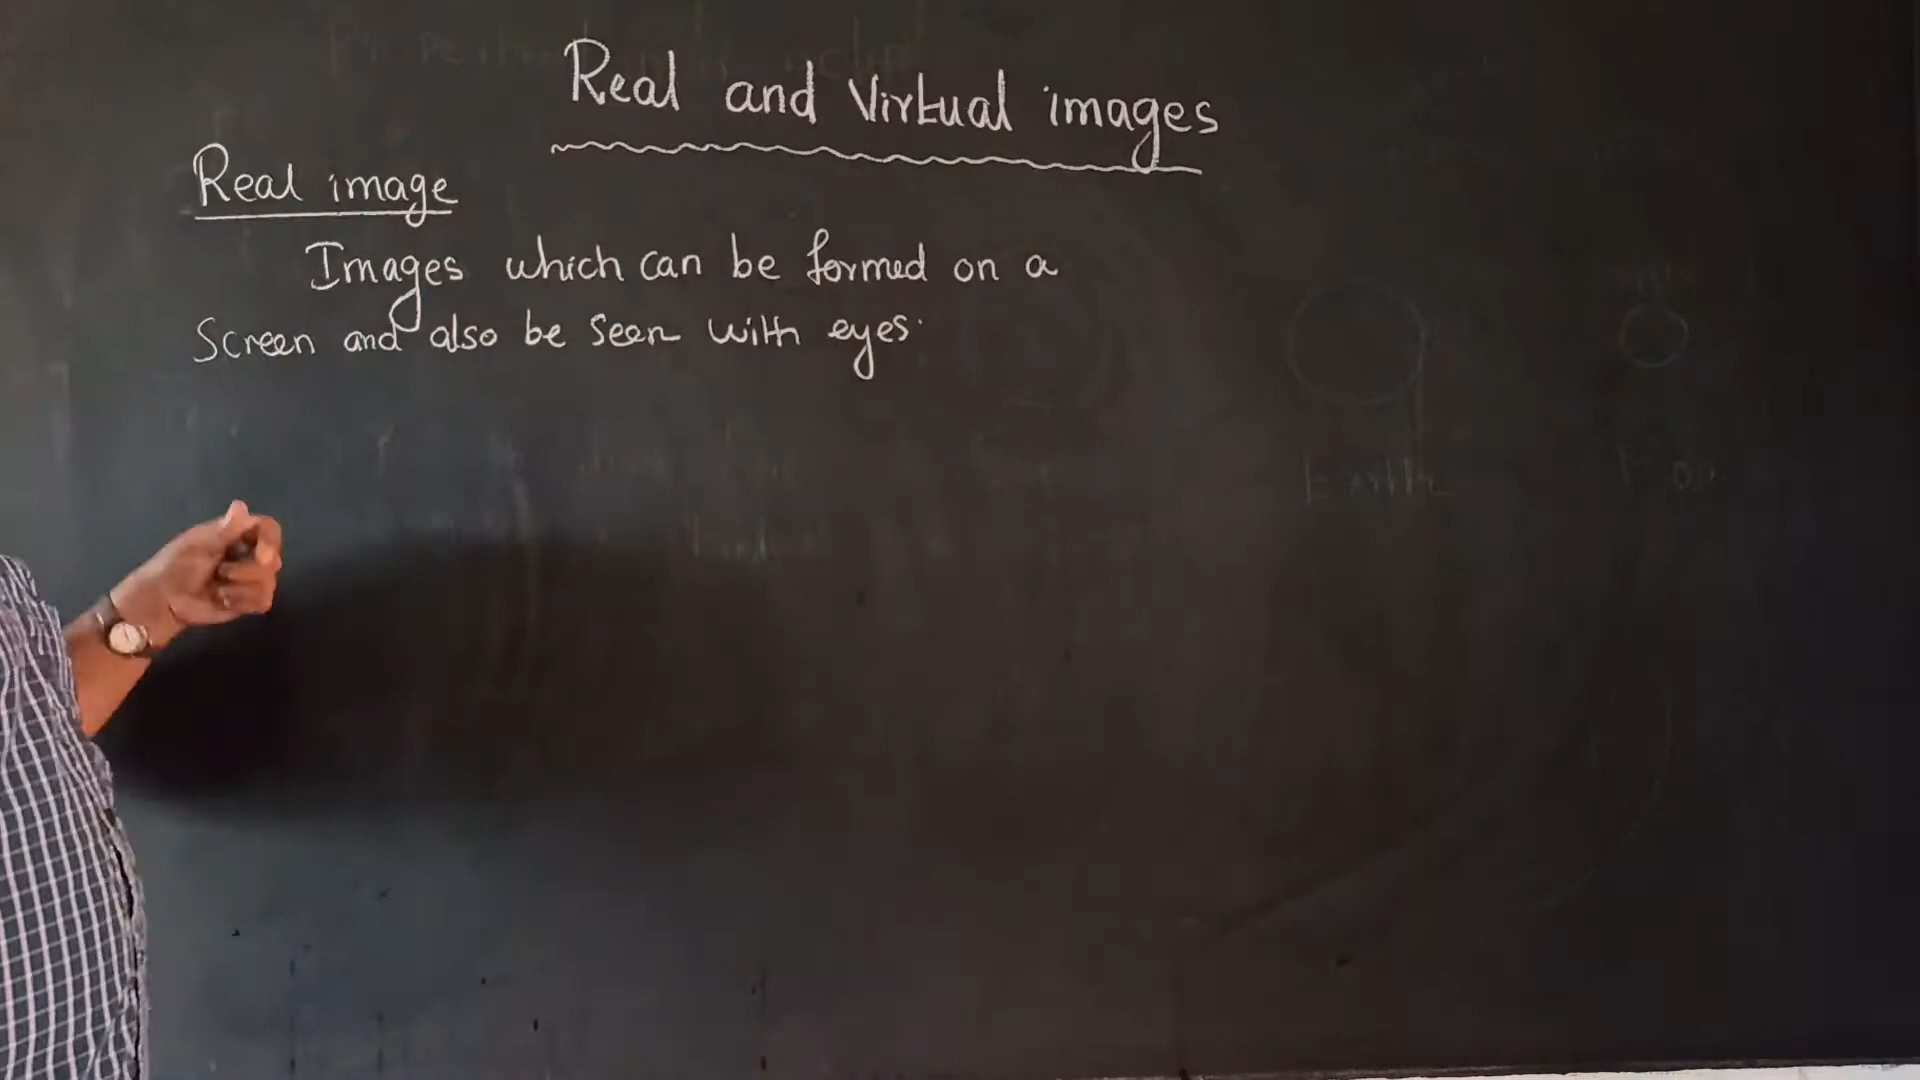 Real and Virtual images
Real image
Images which can be formed on a
Screen and also be seen with eyes.
Earth